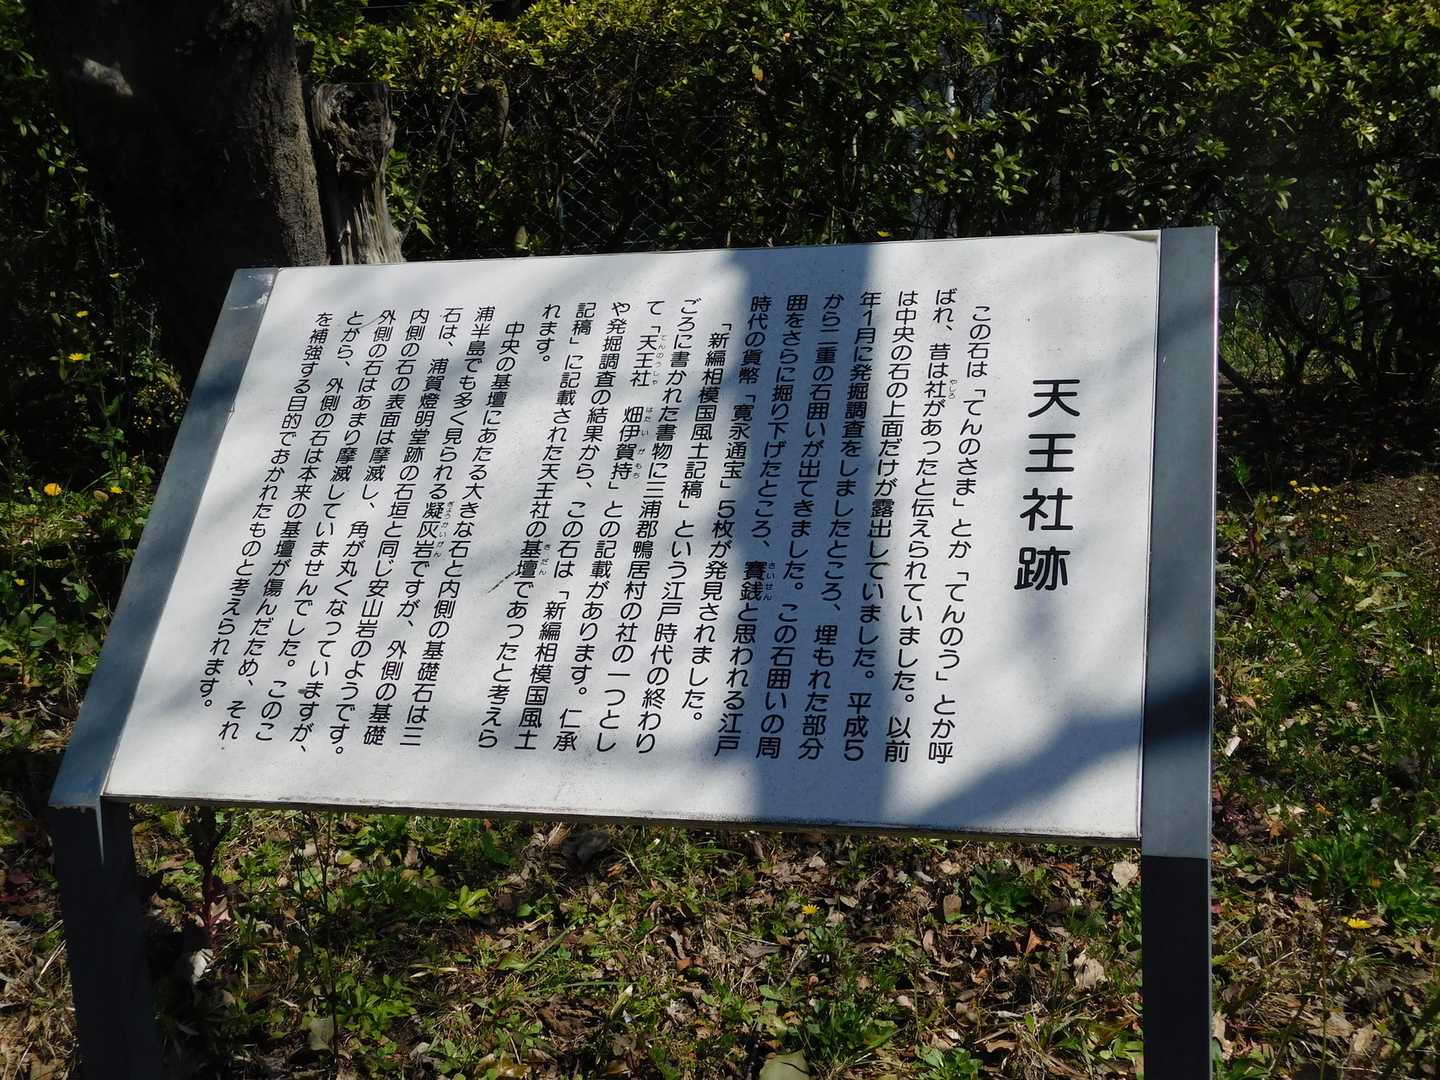 天王社跡
この石は「てんのさま」とか「てんのう」とか呼
ばれ、昔は社があったと伝えられていました。以前
は中央の石の上面だけが露出していました。平成5
年1月に発掘調査をしましたところ、埋もれた部分
から二重の石囲いが出てきました。この石囲いの周
囲をさらに掘り下げたところ、賽銭と思われる江戸
時代の貨幣「寛永通宝」5枚が発見されました。
「新編相模国風土記稿」という江戸時代の終わり
ごろに書かれた書物に三浦郡鴨居村の社の一つとし
て「天王社　畑伊賀持」との記載があります。仁承
や発掘調査の結果から、この石は「新編相模国風土
記稿」に記載された天王社の基壇であったと考えら
れます。
中央の基壇にあたる大きな石と内側の基礎石は三
浦半島でも多く見られる凝灰岩ですが、外側の基礎
石は、浦賀燈明堂跡の石垣と同じ安山岩のようです。
内側の石の表面は摩滅し、角が丸くなっていますが、
外側の石はあまり摩滅していませんでした。このこ
とから、外側の石は本来の基壇が傷んだため、それ
を補強する目的でおかれたものと考えられます。